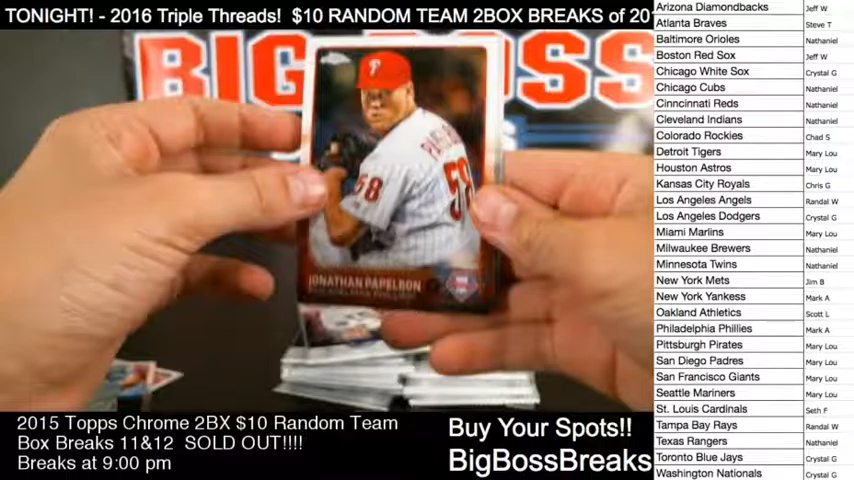 TONIGHT! - 2016 Triple Threads!  $10 RANDOM TEAM 2BOX BREAKS of 20
BIG BOSS
Chrome
P
PAPELBON
58
58
JONATHAN PAPELBON
PHILADELPHIA PHILLIES
2015 Topps Chrome 2BX $10 Random Team
Box Breaks 11&12  SOLD OUT!!!!
Breaks at 9:00 pm
Buy Your Spots!!
BigBossBreaks
Arizona Diamondbacks Jeff W
Atlanta Braves Steve T
Baltimore Orioles Nathaniel
Boston Red Sox Jeff W
Chicago White Sox Crystal G
Chicago Cubs Nathaniel
Cinncinnati Reds Nathaniel
Cleveland Indians Nathaniel
Colorado Rockies Chad S
Detroit Tigers Mary Lou
Houston Astros Mary Lou
Kansas City Royals Chris G
Los Angeles Angels Randal W
Los Angeles Dodgers Crystal G
Miami Marlins Mary Lou
Milwaukee Brewers Nathaniel
Minnesota Twins Nathaniel
New York Mets Jim B
New York Yankess Mark A
Oakland Athletics Scott L
Philadelphia Phillies Mark A
Pittsburgh Pirates Mary Lou
San Diego Padres Mary Lou
San Francisco Giants Mary Lou
Seattle Mariners Mary Lou
St. Louis Cardinals Seth F
Tampa Bay Rays Randal W
Texas Rangers Nathaniel
Toronto Blue Jays Crystal G
Washington Nationals Crystal G